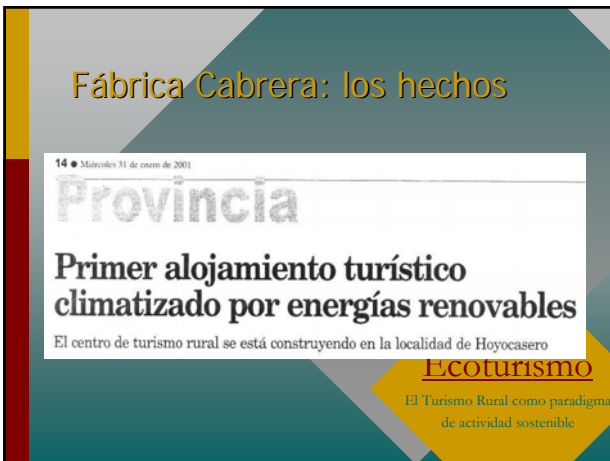 Fábrica Cabrera: los hechos
14 ● Miércoles 31 de enero de 2001
Provincia
Primer alojamiento turístico
climatizado por energías renovables
El centro de turismo rural se está construyendo en la localidad de Hoyocasero
Ecoturismo
El Turismo Rural como paradigma
de actividad sostenible